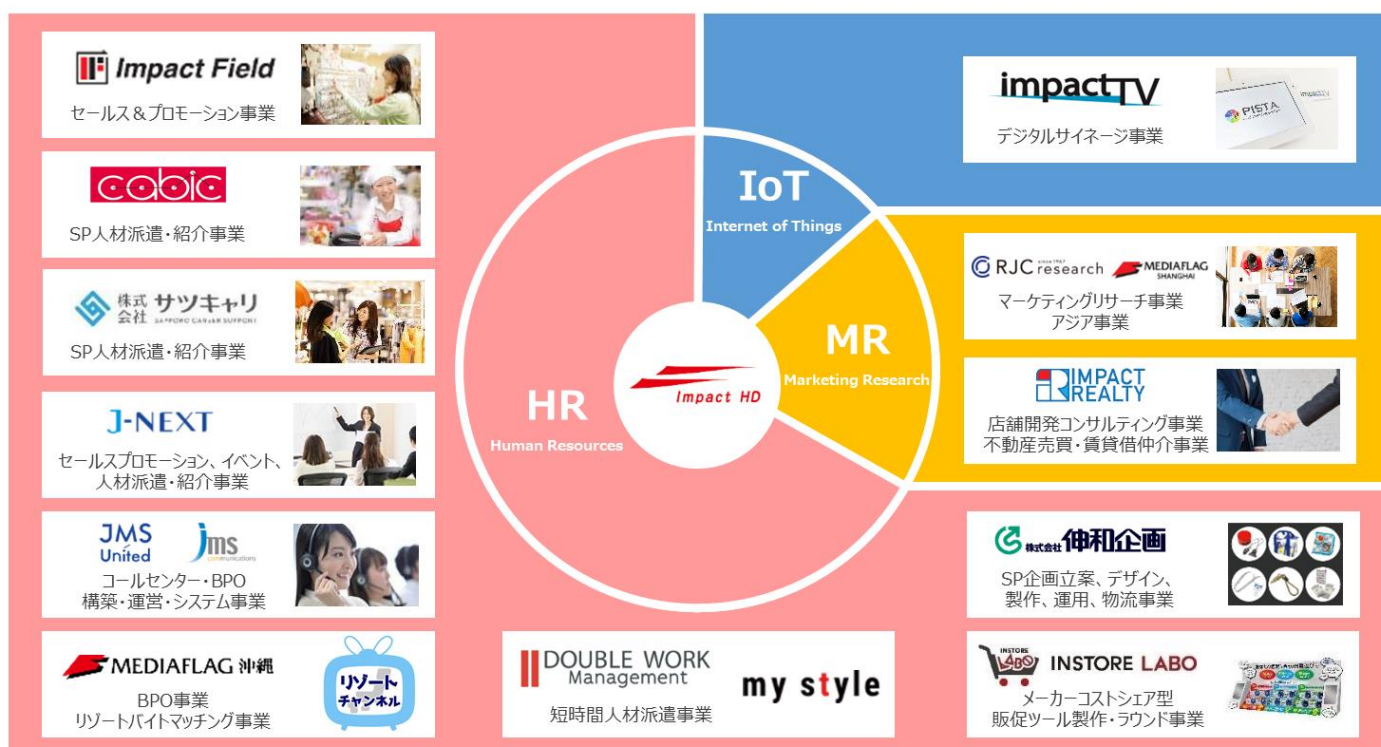 Impact Field
セールス＆プロモーション事業
cabic
SP人材派遣・紹介事業
株式会社 サツキャリ
SAPPORO CAREER SUPPORT
SP人材派遣・紹介事業
J-NEXT
セールスプロモーション、イベント、
人材派遣・紹介事業
JMS United
jms communications
コールセンター・BPO
構築・運営・システム事業
MEDIAFLAG 沖縄
BPO事業
リゾートバイトマッチング事業
リゾート
チャンネル
HR
Human Resources
Impact HD
IoT
Internet of Things
MR
Marketing Research
DOUBLE WORK
Management
my style
短時間人材派遣事業
impactTV
デジタルサイネージ事業
PISTA
impactTV
since1967
RJC research
MEDIAFLAG
SHANGHAI
マーケティングリサーチ事業
アジア事業
IMPACT
REALTY
店舗開発コンサルティング事業
不動産売買・賃貸借仲介事業
株式会社伸和企画
SP企画立案、デザイン、
製作、運用、物流事業
INSTORE
LABO
INSTORE LABO
メーカーコストシェア型
販促ツール製作・ラウンド事業